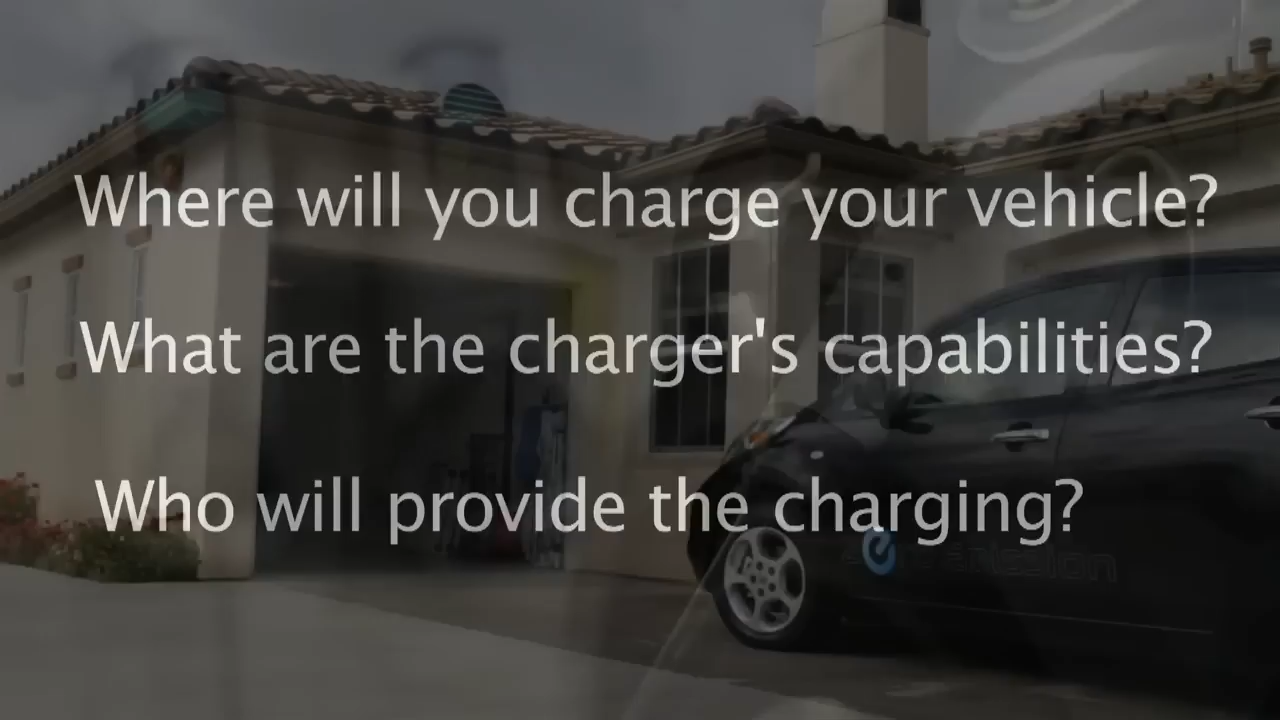 Where will you charge your vehicle?
What are the charger's capabilities?
Who will provide the charging?